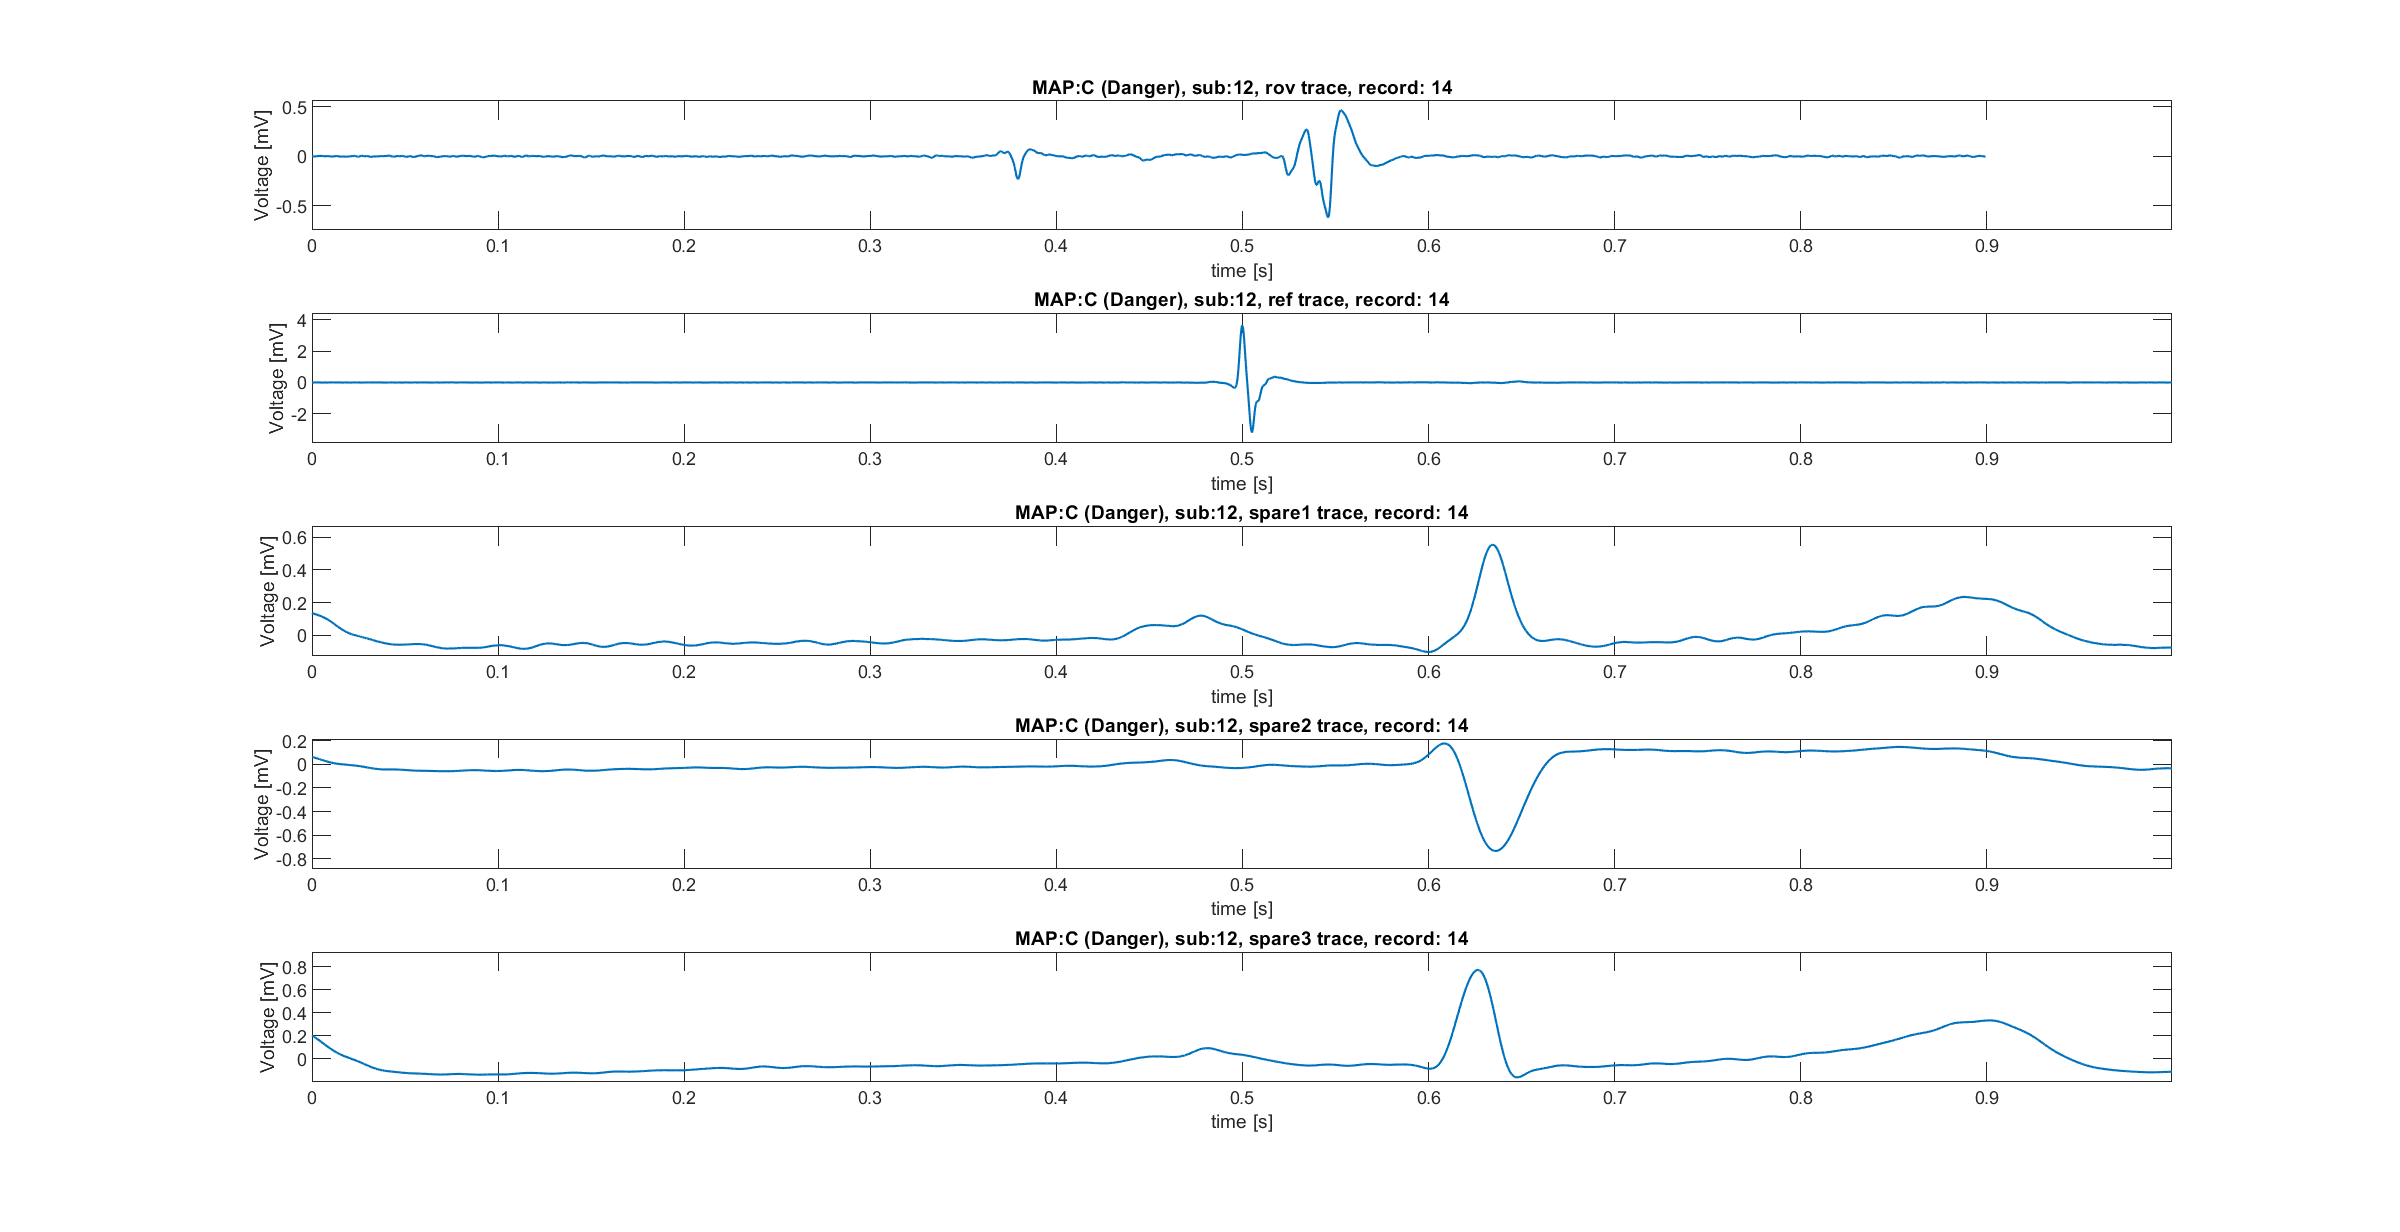 MAP:C (Danger), sub:12, rov trace, record: 14
Voltage [mV]
0.5
0
-0.5
0 0.1 0.2 0.3 0.4 0.5 0.6 0.7 0.8 0.9
time [s]
MAP:C (Danger), sub:12, ref trace, record: 14
Voltage [mV]
4
2
0
-2
0 0.1 0.2 0.3 0.4 0.5 0.6 0.7 0.8 0.9
time [s]
MAP:C (Danger), sub:12, spare1 trace, record: 14
Voltage [mV]
0.6
0.4
0.2
0
0 0.1 0.2 0.3 0.4 0.5 0.6 0.7 0.8 0.9
time [s]
MAP:C (Danger), sub:12, spare2 trace, record: 14
Voltage [mV]
0.2
0
-0.2
-0.4
-0.6
-0.8
0 0.1 0.2 0.3 0.4 0.5 0.6 0.7 0.8 0.9
time [s]
MAP:C (Danger), sub:12, spare3 trace, record: 14
Voltage [mV]
0.8
0.6
0.4
0.2
0
0 0.1 0.2 0.3 0.4 0.5 0.6 0.7 0.8 0.9
time [s]